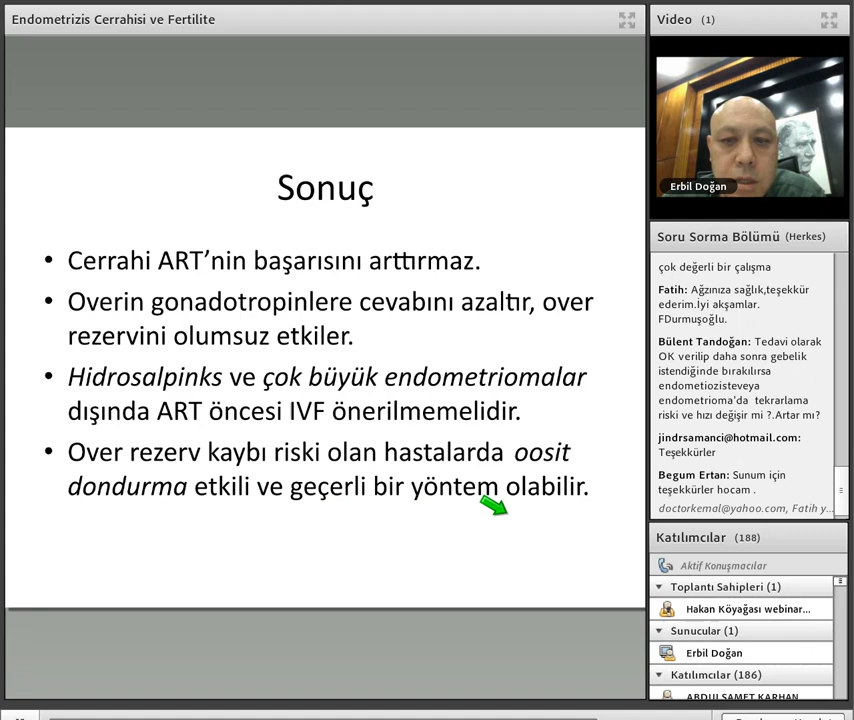 Endometrizis Cerrahisi ve Fertilite
Sonuç
• Cerrahi ART’nin başarısını arttırmaz.
• Overin gonadotropinlere cevabını azaltır, over
rezervini olumsuz etkiler.
• Hidrosalpinks ve çok büyük endometriomalar
dışında ART öncesi IVF önerilmemelidir.
• Over rezerv kaybı riski olan hastalarda oosit
dondurma etkili ve geçerli bir yöntem olabilir.
Video (1)
Erbil Doğan
Soru Sorma Bölümü (Herkes)
çok değerli bir çalışma
Fatih: Ağzınıza sağlık,teşekkür
ederim.İyi akşamlar.
FDurmuşoğlu.
Bülent Tandoğan: Tedavi olarak
OK verilip daha sonra gebelik
istendiğinde bırakılırsa
endometiozisteveya
endometrioma'da tekrarlama
riski ve hızı değişir mi ?.Artar mı?
jindrsamanci@hotmail.com:
Teşekkürler
Begum Ertan: Sunum için
teşekkürler hocam .
doctorkemal@yahoo.com, Fatih y...
Katılımcılar (188)
Aktif Konuşmacılar
Toplantı Sahipleri (1)
Hakan Köyağası webinar...
Sunucular (1)
Erbil Doğan
Katılımcılar (186)
ABDULSAMET KARHAN